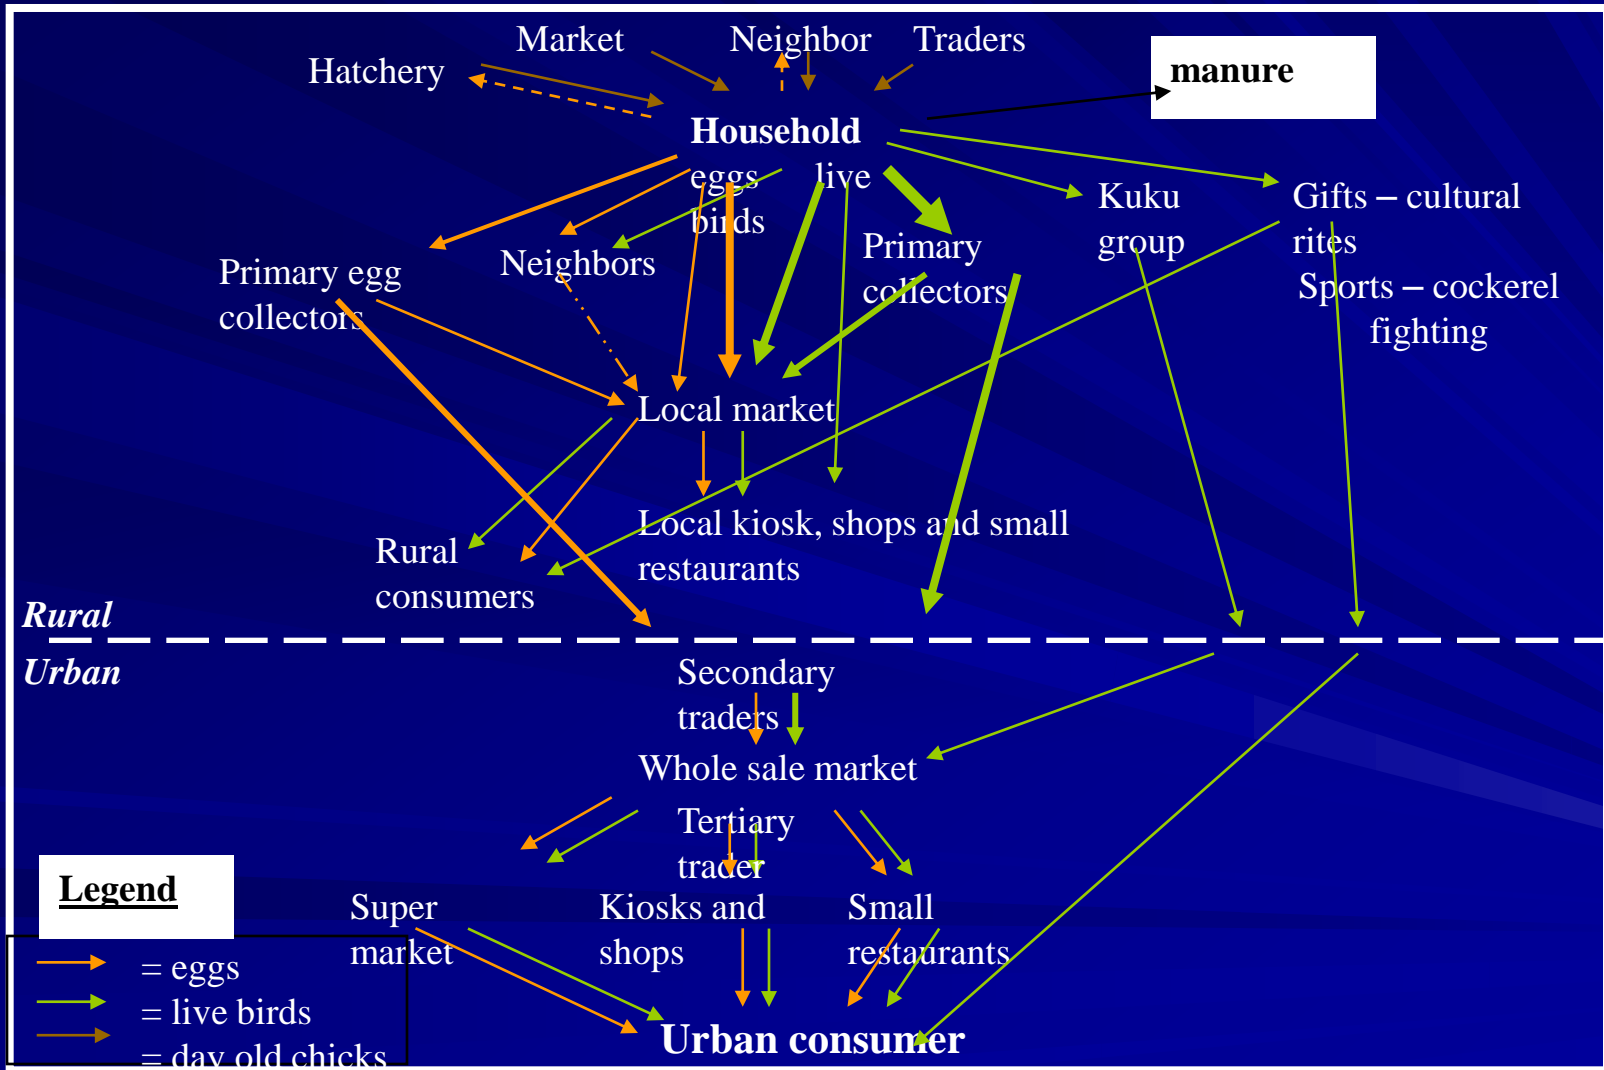 Market
Neighbor
Traders
Hatchery
manure
Household
eggs live
birds
Kuku
group
Gifts – cultural
rites
Sports – cockerel
fighting
Primary
collectors
Neighbors
Primary egg
collectors
Local market
Local kiosk, shops and small
restaurants
Rural
consumers
Rural
Urban
Secondary
traders
Whole sale market
Tertiary
trader
Super
market
Kiosks and
shops
Small
restaurants
Urban consumer
Legend
= eggs
= live birds
= day old chicks